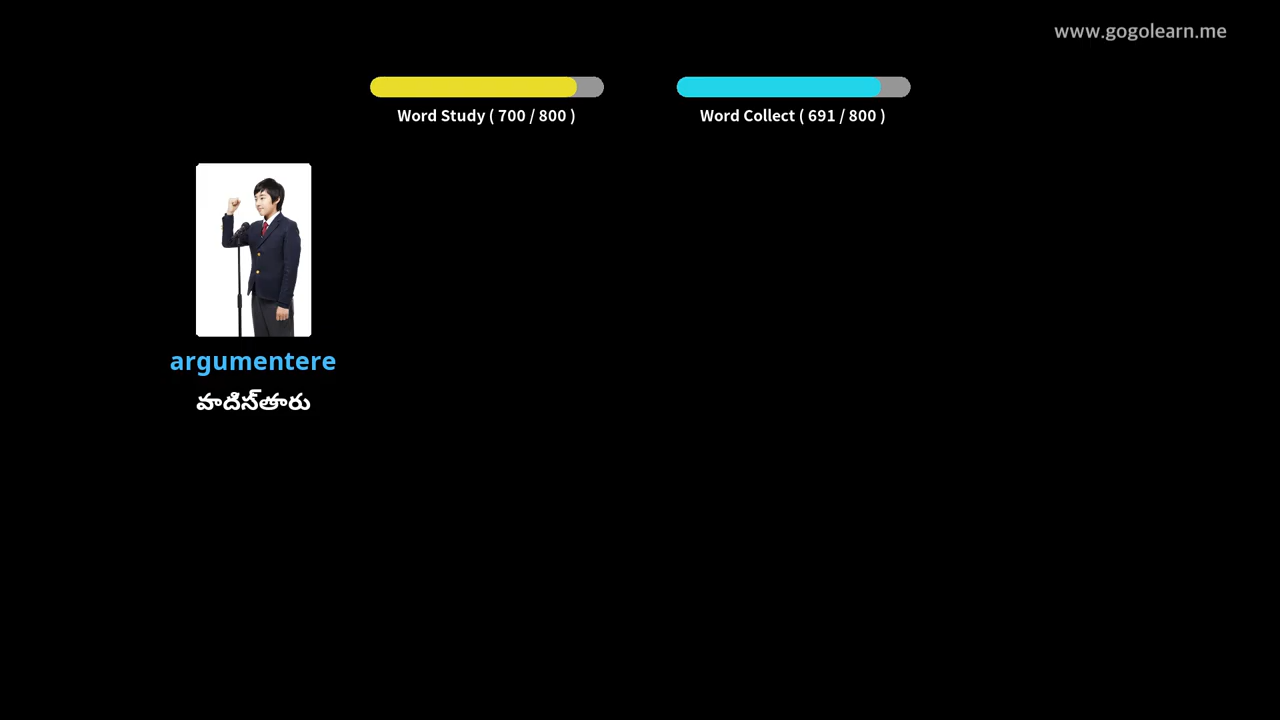 www.gogolearn.me
Word Study ( 700 / 800 )
Word Collect ( 691 / 800 )
argumentere
వాదిస్‌తారు